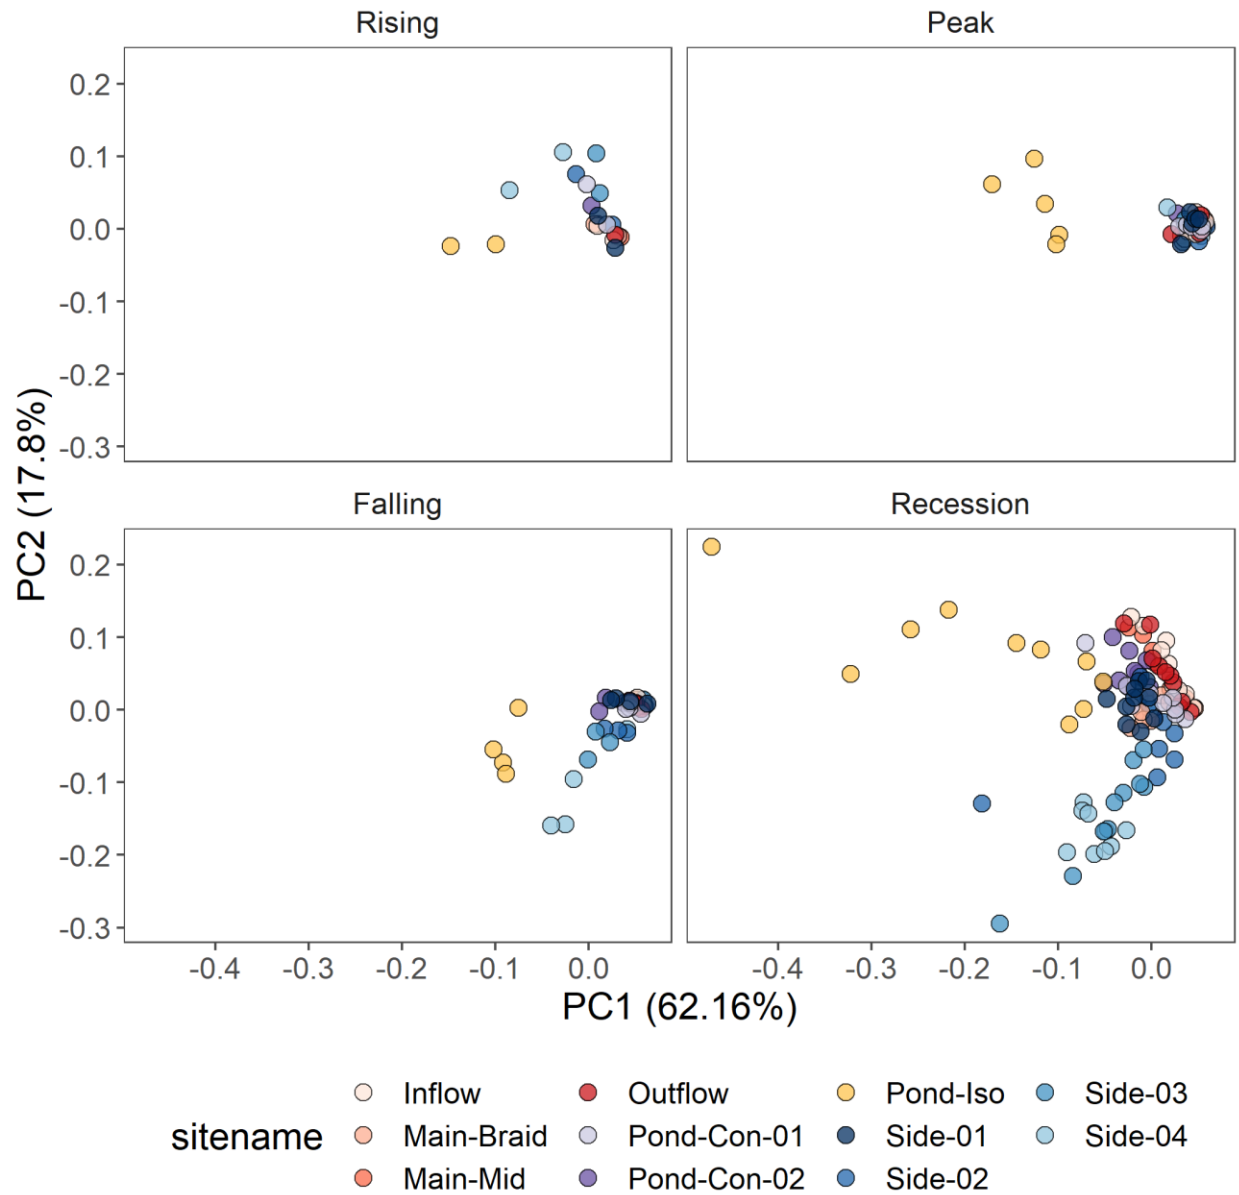 Rising Peak
0.2
0.1
0.0
-0.1
-0.2
-0.3
PC2 (17.8%)
Falling Recession
0.2
0.1
0.0
-0.1
-0.2
-0.3
-0.4 -0.3 -0.2 -0.1 0.0 -0.4 -0.3 -0.2 -0.1 0.0
PC1 (62.16%)
Inflow Outflow Pond-Iso Side-03
sitename Main-Braid Pond-Con-01 Side-01 Side-04
Main-Mid Pond-Con-02 Side-02